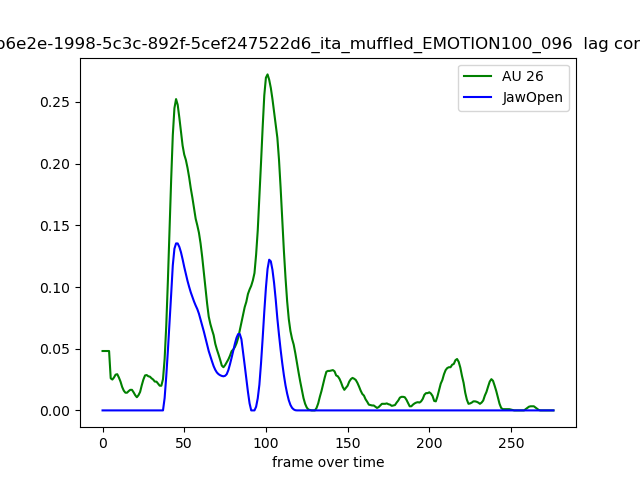 b6e2e-1998-5c3c-892f-5cef247522d6_ita_muffled_EMOTION100_096 lag cor
AU 26
JawOpen
0.25
0.20
0.15
0.10
0.05
0.00
0 50 100 150 200 250
frame over time